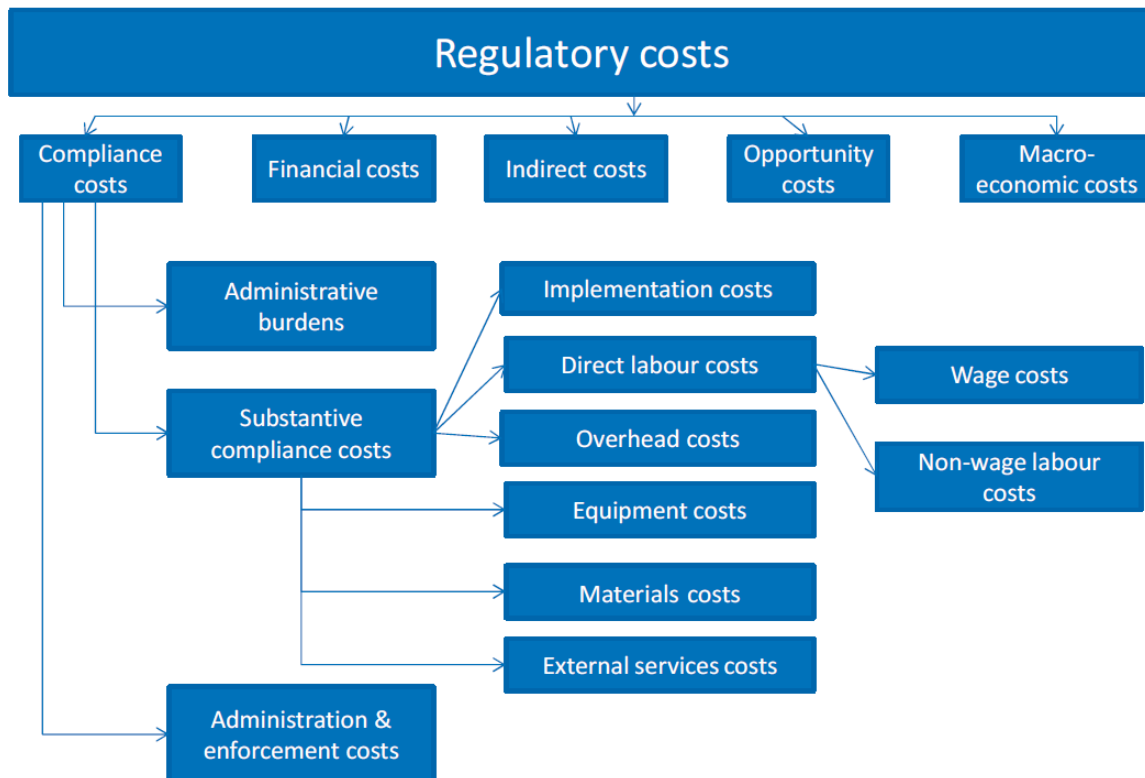 Regulatory costs
Compliance
costs
Financial costs
Indirect costs
Opportunity
costs
Macro-
economic costs
Administrative
burdens
Implementation costs
Direct labour costs
Wage costs
Substantive
compliance costs
Overhead costs
Non-wage labour
costs
Equipment costs
Materials costs
External services costs
Administration &
enforcement costs